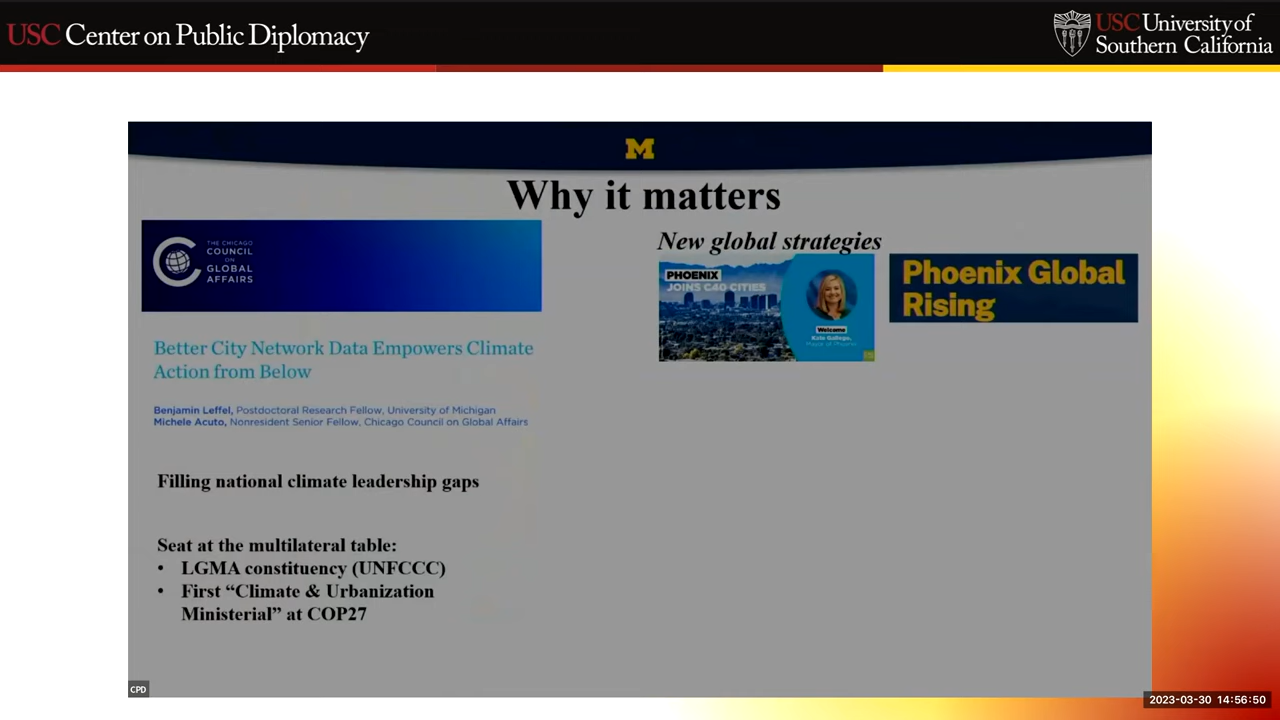 USC Center on Public Diplomacy
USC University of
Southern California
M
Why it matters
THE CHICAGO
COUNCIL
ON
GLOBAL
AFFAIRS
Better City Network Data Empowers Climate
Action from Below
Benjamin Leffel, Postdoctoral Research Fellow, University of Michigan
Michele Acuto, Nonresident Senior Fellow, Chicago Council on Global Affairs
Filling national climate leadership gaps
Seat at the multilateral table:
• LGMA constituency (UNFCCC)
• First “Climate & Urbanization
Ministerial” at COP27
New global strategies
PHOENIX
JOINS C40 CITIES
Welcome
Kate Gallego,
Mayor of Phoenix
Phoenix Global
Rising
CPD
2023-03-30 14:56:50